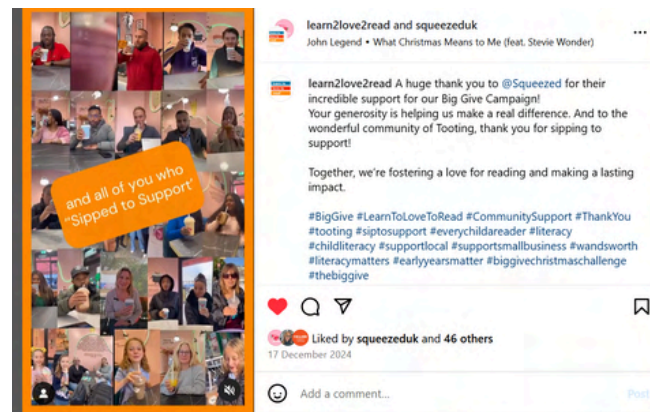 and all of you who
"Sipped to Support'
learn2love2read and squeezeduk
John Legend • What Christmas Means to Me (feat. Stevie Wonder)
learn2love2read A huge thank you to @Squeezed for their
incredible support for our Big Give Campaign!
Your generosity is helping us make a real difference. And to the
wonderful community of Tooting, thank you for sipping to
support!
Together, we're fostering a love for reading and making a lasting
impact.
#BigGive #LearnToLoveToRead #CommunitySupport #ThankYou
#tooting #siptosupport #everychildareader #literacy
#childliteracy #supportlocal #supportsmallbusiness #wandsworth
#literacymatters #earlyyearsmatter #biggivechristmaschallenge
#thebiggive
Liked by squeezeduk and 46 others
17 December 2024
Add a comment...
Post